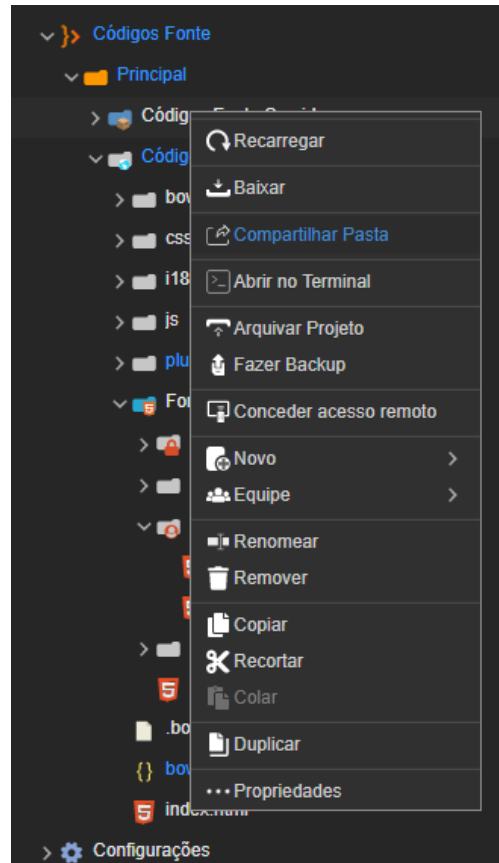 Códigos Fonte
Principal
Recarregar
Baixar
Compartilhar Pasta
Abrir no Terminal
js
Arquivar Projeto
Fazer Backup
Conceder acesso remoto
Novo
Equipe
Renomear
Remover
Copiar
Recortar
Colar
Duplicar
Propriedades
index.html
Configurações